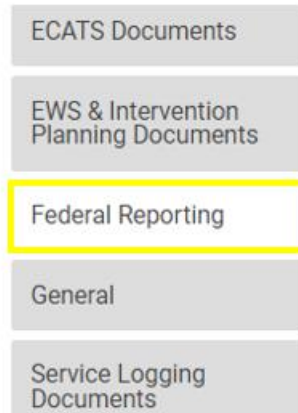 ECATS Documents
EWS & Intervention
Planning Documents
Federal Reporting
General
Service Logging
Documents